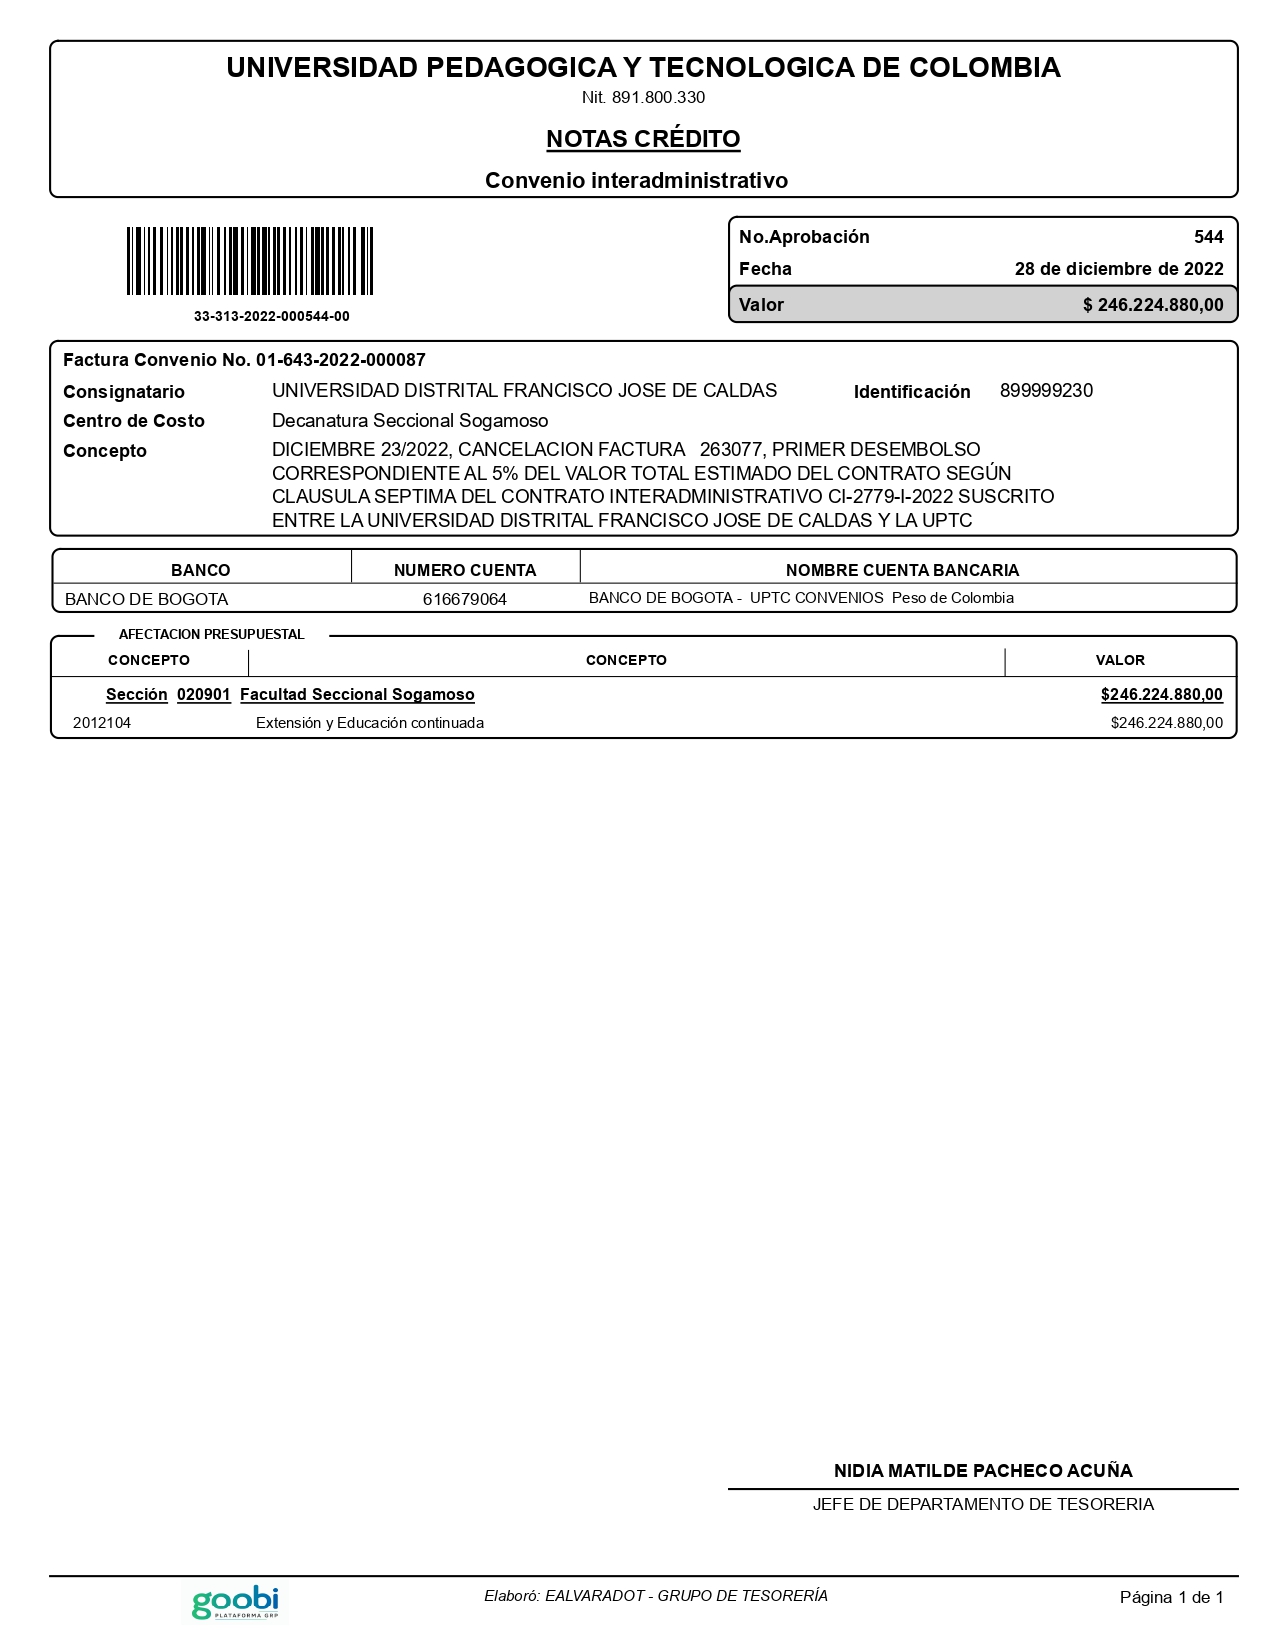 UNIVERSIDAD PEDAGOGICA Y TECNOLOGICA DE COLOMBIA
Nit. 891.800.330
NOTAS CRÉDITO
Convenio interadministrativo
No.Aprobación 544
Fecha 28 de diciembre de 2022
Valor $ 246.224.880,00
33-313-2022-000544-00
Factura Convenio No. 01-643-2022-000087
Consignatario UNIVERSIDAD DISTRITAL FRANCISCO JOSE DE CALDAS Identificación 899999230
Centro de Costo Decanatura Seccional Sogamoso
Concepto DICIEMBRE 23/2022, CANCELACION FACTURA 263077, PRIMER DESEMBOLSO
CORRESPONDIENTE AL 5% DEL VALOR TOTAL ESTIMADO DEL CONTRATO SEGÚN
CLAUSULA SEPTIMA DEL CONTRATO INTERADMINISTRATIVO CI-2779-I-2022 SUSCRITO
ENTRE LA UNIVERSIDAD DISTRITAL FRANCISCO JOSE DE CALDAS Y LA UPTC
BANCO NUMERO CUENTA NOMBRE CUENTA BANCARIA
BANCO DE BOGOTA 616679064 BANCO DE BOGOTA - UPTC CONVENIOS Peso de Colombia
AFECTACION PRESUPUESTAL
CONCEPTO CONCEPTO VALOR
Sección 020901 Facultad Seccional Sogamoso $246.224.880,00
2012104 Extensión y Educación continuada $246.224.880,00
NIDIA MATILDE PACHECO ACUÑA
JEFE DE DEPARTAMENTO DE TESORERIA
goobi
PLATAFORMA GRP
Elaboró: EALVARADOT - GRUPO DE TESORERÍA
Página 1 de 1